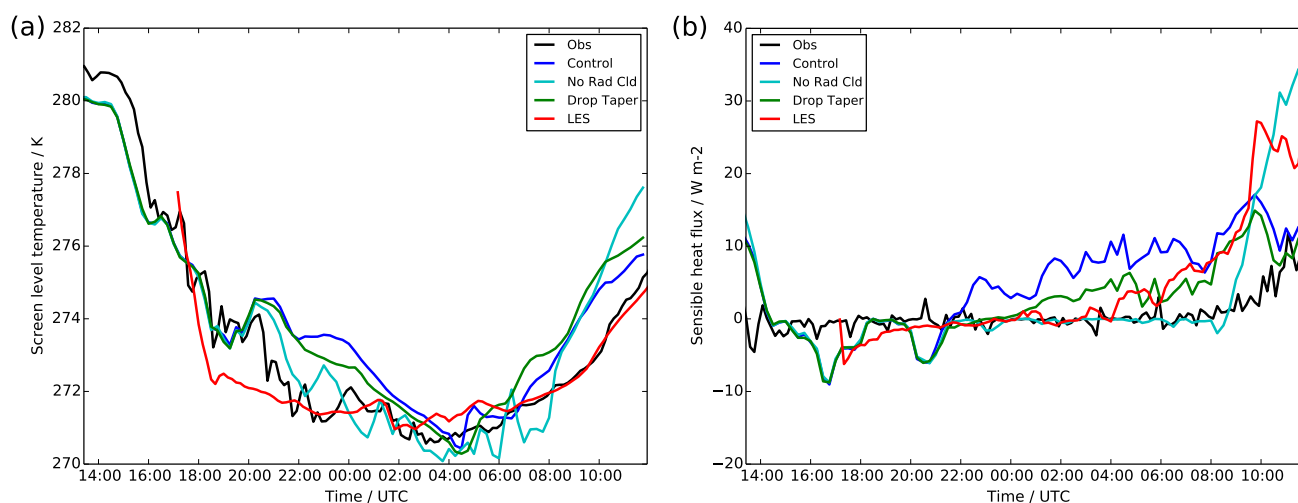 (a)
282
280
278
276
274
272
270
Screen level temperature / K
Obs
Control
No Rad Cld
Drop Taper
LES
14:00 16:00 18:00 20:00 22:00 00:00 02:00 04:00 06:00 08:00 10:00
Time / UTC
(b)
40
30
20
10
0
−10
−20
Sensible heat flux / W m-2
Obs
Control
No Rad Cld
Drop Taper
LES
14:00 16:00 18:00 20:00 22:00 00:00 02:00 04:00 06:00 08:00 10:00
Time / UTC